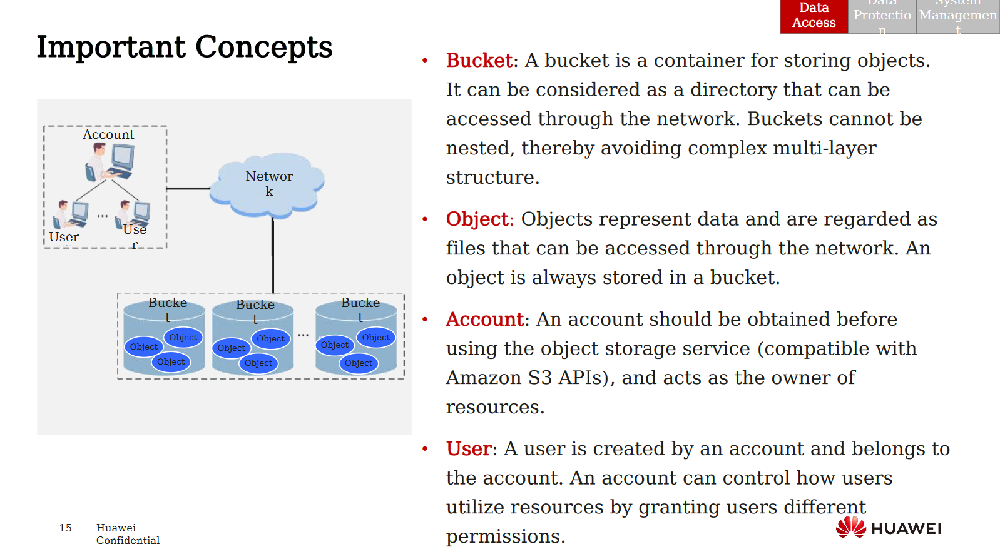 Data
Access
Data
Protectio
n
System
Managemen
t
Important Concepts
Account
User
...
Use
r
Networ
k
Bucke
t
Object
Object
Object
Bucke
t
Object
Object
Object
...
Bucke
t
Object
Object
Object
• Bucket: A bucket is a container for storing objects.
It can be considered as a directory that can be
accessed through the network. Buckets cannot be
nested, thereby avoiding complex multi-layer
structure.
• Object: Objects represent data and are regarded as
files that can be accessed through the network. An
object is always stored in a bucket.
• Account: An account should be obtained before
using the object storage service (compatible with
Amazon S3 APIs), and acts as the owner of
resources.
• User: A user is created by an account and belongs to
the account. An account can control how users
utilize resources by granting users different
permissions.
15
Huawei
Confidential
HUAWEI